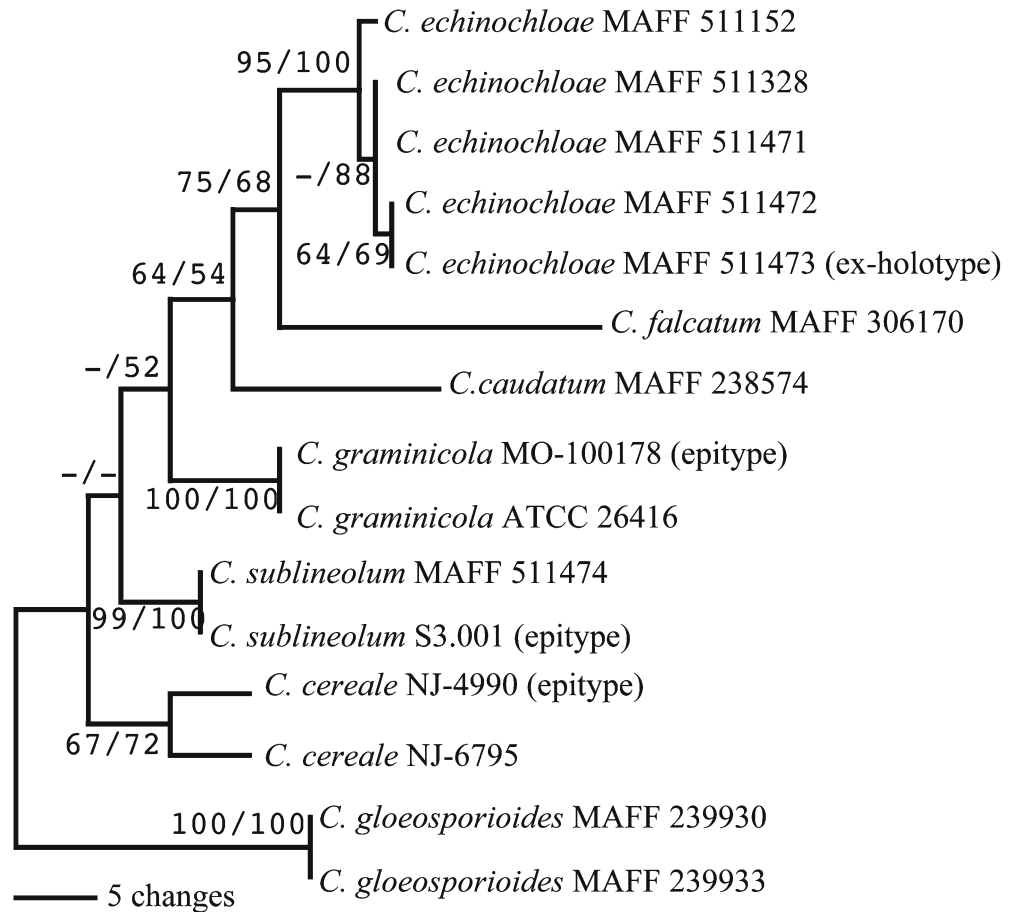 C. echinochloae MAFF 511152
95/100
C. echinochloae MAFF 511328
C. echinochloae MAFF 511471
-/88
75/68
C. echinochloae MAFF 511472
64/69
C. echinochloae MAFF 511473 (ex-holotype)
64/54
C. falcatum MAFF 306170
-/52
C.caudatum MAFF 238574
C. graminicola MO-100178 (epitype)
-/-
100/100
C. graminicola ATCC 26416
C. sublineolum MAFF 511474
99/100
C. sublineolum S3.001 (epitype)
C. cereale NJ-4990 (epitype)
67/72
C. cereale NJ-6795
100/100
C. gloeosporioides MAFF 239930
C. gloeosporioides MAFF 239933
5 changes